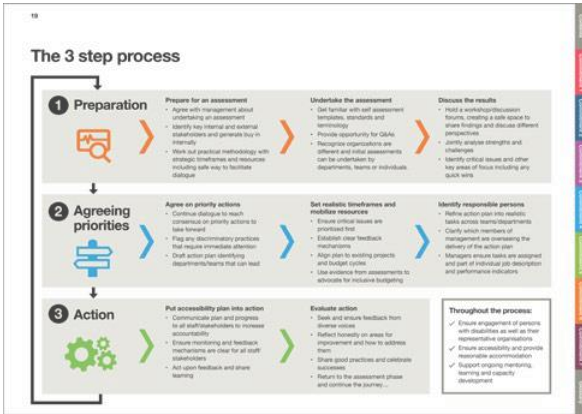 19
The 3 step process
1 Preparation
Prepare for an assessment
• Agree with management about
undertaking an assessment
• Identify key internal and external
stakeholders and generate buy in
internally
• Work out practical methodology with
strategic timeframes and resources
including safe way to facilitate
dialogue
Undertake the assessment
• Get familiar with self assessment
templates, standards and
terminology
• Provide opportunity for Q&As
• Recognize organizations are
different and initial assessments
can be undertaken by
departments, teams or individuals
Discuss the results
• Hold a workshop/discussion
forums, creating a safe space to
share findings and discuss different
perspectives
• Jointly analyse strengths and
challenges
• Identify critical issues and other
key areas of focus including any
quick wins
2 Agreeing
priorities
Agree on priority actions
• Continue dialogue to reach
consensus on priority actions to
take forward
• Flag any discriminatory practices
that require immediate attention
• Draft action plan identifying
departments/teams that can lead
Set realistic timeframes and
mobilize resources
• Ensure critical issues are
prioritized first
• Establish clear feedback
mechanisms
• Align plan to existing projects
and budget cycles
• Use evidence from assessments to
advocate for inclusive budgeting
Identify responsible persons
• Refine action plan into realistic
tasks across teams/departments
• Clarify which members of
management are overseeing the
delivery of the action plan
• Managers ensure tasks are assigned
and part of individual job description
and performance indicators
3 Action
Put accessibility plan into action
• Communicate plan and progress
to all staff/stakeholders to increase
accountability
• Ensure monitoring and feedback
mechanisms are clear for all staff/
stakeholders
• Act upon feedback and share
learning
Evaluate action
• Seek and ensure feedback from
diverse voices
• Reflect honestly on areas for
improvement and how to address
them
• Share good practices and celebrate
successes
• Return to the assessment phase
and continue the journey...
Throughout the process:
✓ Ensure engagement of persons
with disabilities as well as their
representative organisations
✓ Ensure accessibility and provide
reasonable accommodation
✓ Support ongoing mentoring,
learning and capacity
development